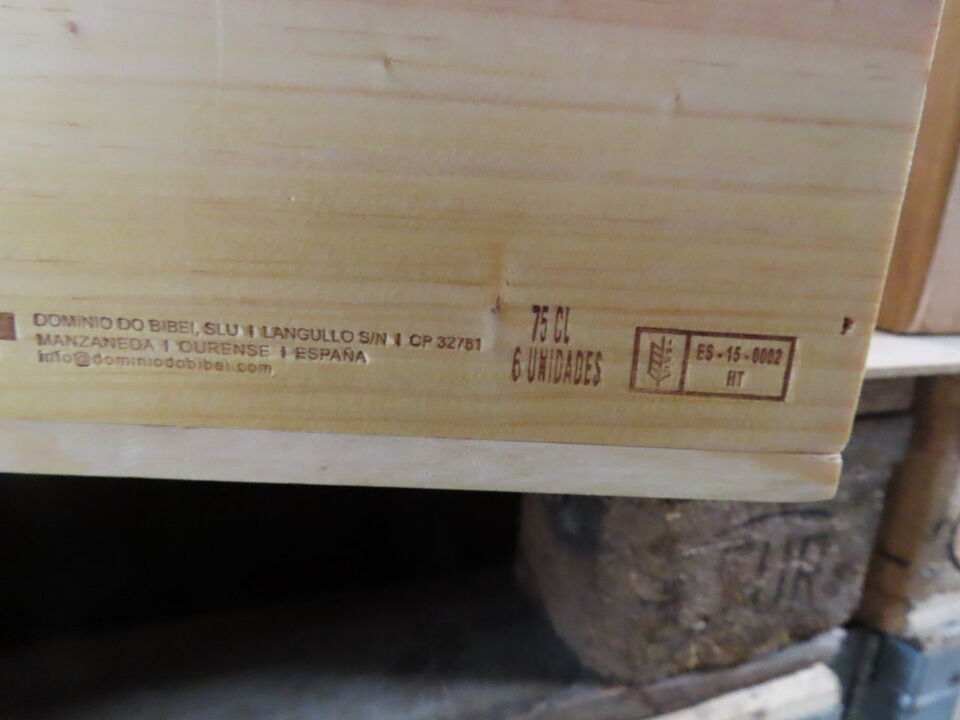 DOMINIO DO BIBEI, SLU | LANGULLO S/N | CP 32781
MANZANEDA | OURENSE | ESPAÑA
info@dominiodobibei.com
75 CL
6 UNIDADES
ES - 15 - 0002
HT
UR